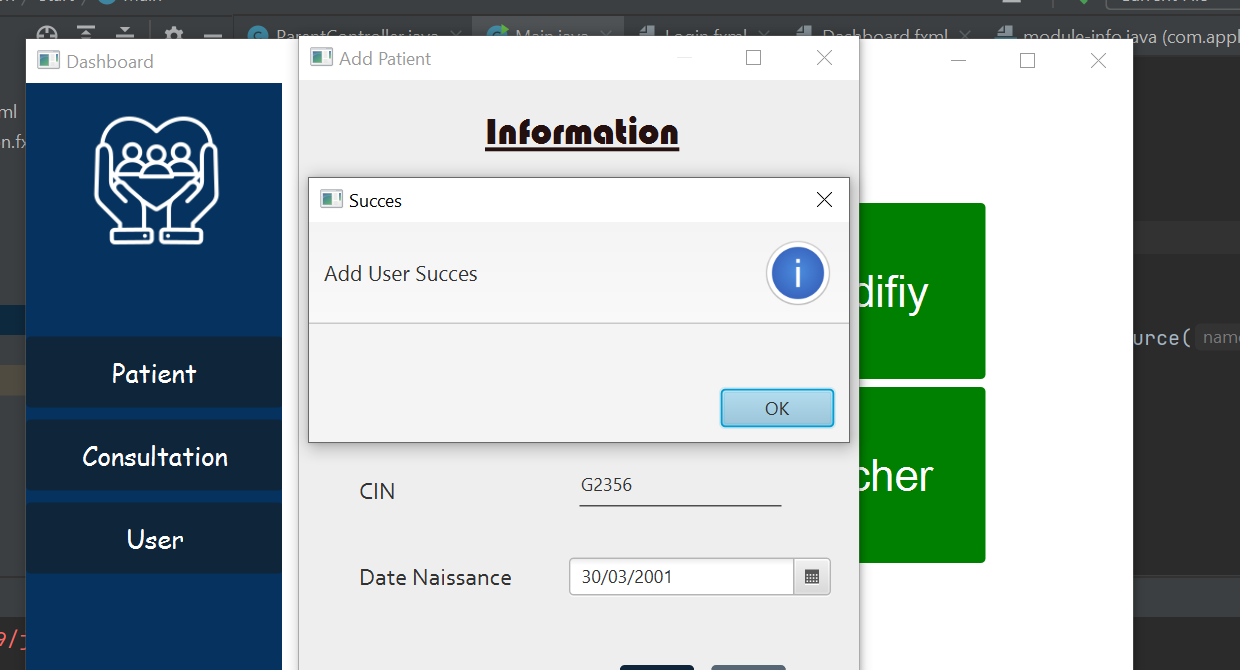 Main.java
Login.fxml
Dashboard.fxml
module-info.java (com.appl
Dashboard
Add Patient
ml
Information
Succes
Add User Succes
i
difiy
urce(
name
OK
Patient
Consultation
cher
CIN
G2356
User
Date Naissance
30/03/2001